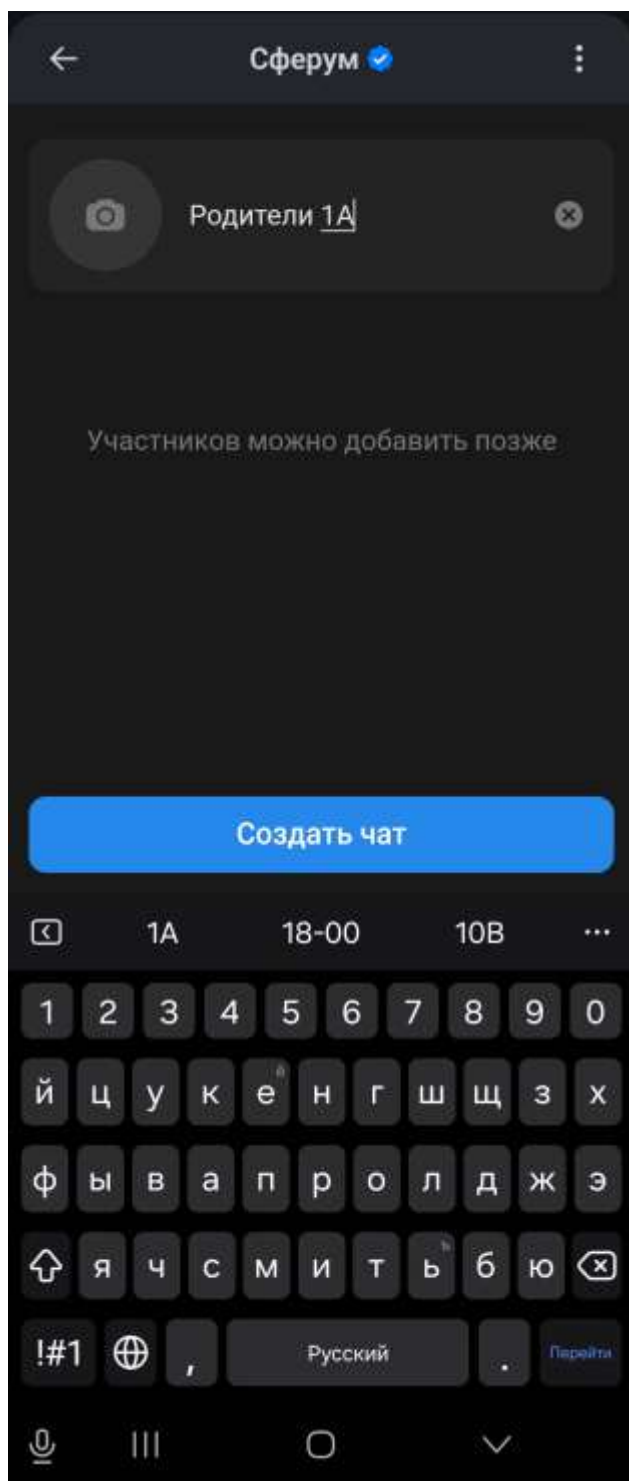 Сферум
Родители 1А
Участников можно добавить позже
Создать чат
1А 18-00 10В ...
1 2 3 4 5 6 7 8 9 0
й ц у к е н г ш щ з х
ф ы в а п р о л д ж э
я ч с м и т ь б ю
!#1 , Русский . Перейти